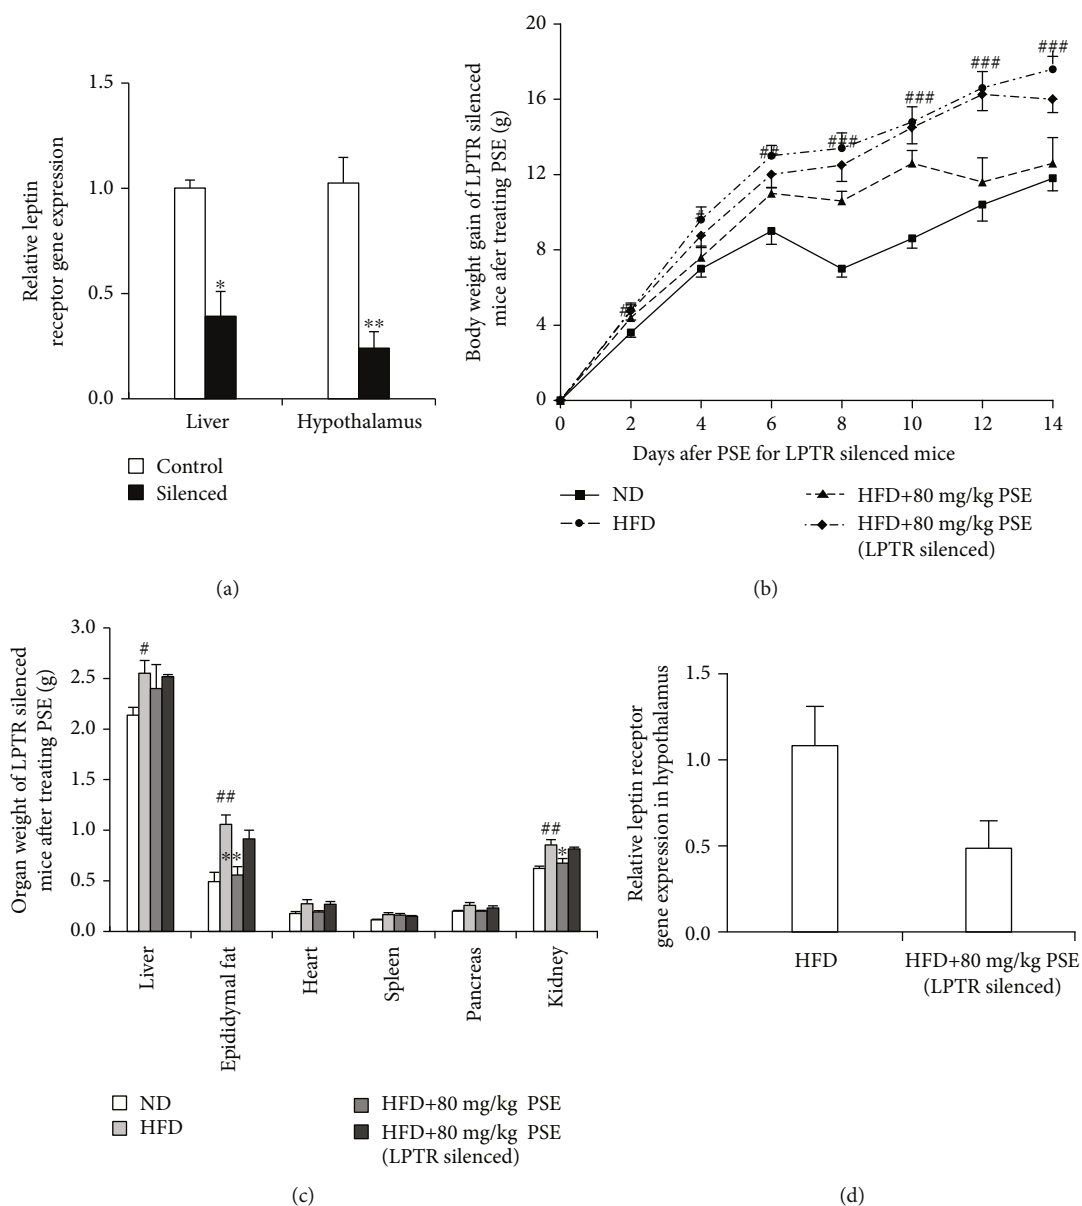 1.5
1.0
0.5
0.0
Relative leptin
receptor gene expression
*
**
Liver
Hypothalamus
Control
Silenced
(a)
20
16
12
8
4
0
Body weight gain of LPTR silenced
mice afer treating PSE (g)
#
#
##
###
###
###
###
0
2
4
6
8
10
12
14
Days afer PSE for LPTR silenced mice
ND
HFD
HFD+80 mg/kg PSE
HFD+80 mg/kg PSE
(LPTR silenced)
(b)
3.0
2.5
2.0
1.5
1.0
0.5
0.0
Organ weight of LPTR silenced
mice after treating PSE (g)
#
##
**
##
*
Liver
Epididymal fat
Heart
Spleen
Pancreas
Kidney
ND
HFD
HFD+80 mg/kg PSE
HFD+80 mg/kg PSE
(LPTR silenced)
(c)
1.5
1.0
0.5
0.0
Relative leptin receptor
gene expression in hypothalamus
HFD
HFD+80 mg/kg PSE
(LPTR silenced)
(d)